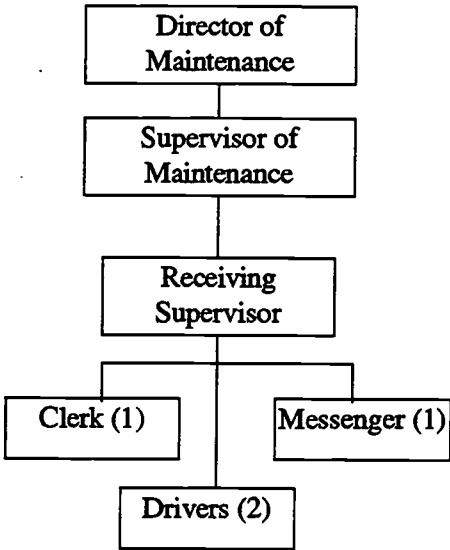 Director of
Maintenance
Supervisor of
Maintenance
Receiving
Supervisor
Clerk (1)
Messenger (1)
Drivers (2)